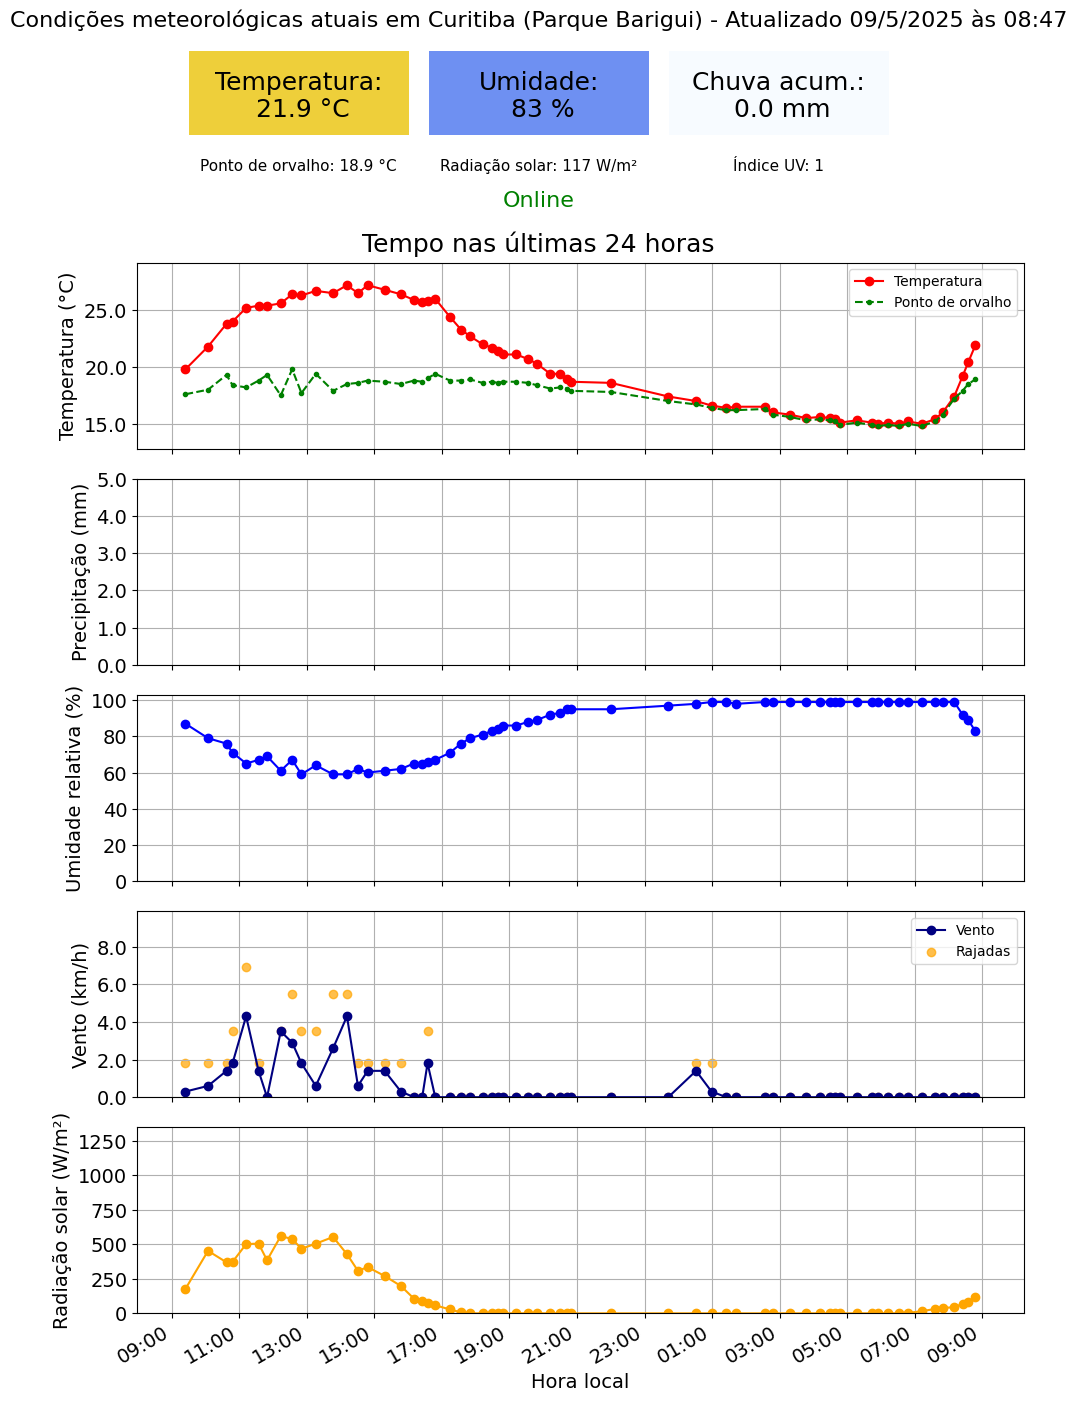 Condições meteorológicas atuais em Curitiba (Parque Barigui) - Atualizado 09/5/2025 às 08:47
Temperatura:
21.9 °C
Umidade:
83 %
Chuva acum.:
0.0 mm
Ponto de orvalho: 18.9 °C
Radiação solar: 117 W/m²
Índice UV: 1
Online
Tempo nas últimas 24 horas
Temperatura (°C)
25.0
20.0
15.0
Temperatura
Ponto de orvalho
Precipitação (mm)
5.0
4.0
3.0
2.0
1.0
0.0
Umidade relativa (%)
100
80
60
40
20
0
Vento (km/h)
8.0
6.0
4.0
2.0
0.0
Vento
Rajadas
Radiação solar (W/m²)
1250
1000
750
500
250
0
09:00
11:00
13:00
15:00
17:00
19:00
21:00
23:00
01:00
03:00
05:00
07:00
09:00
Hora local